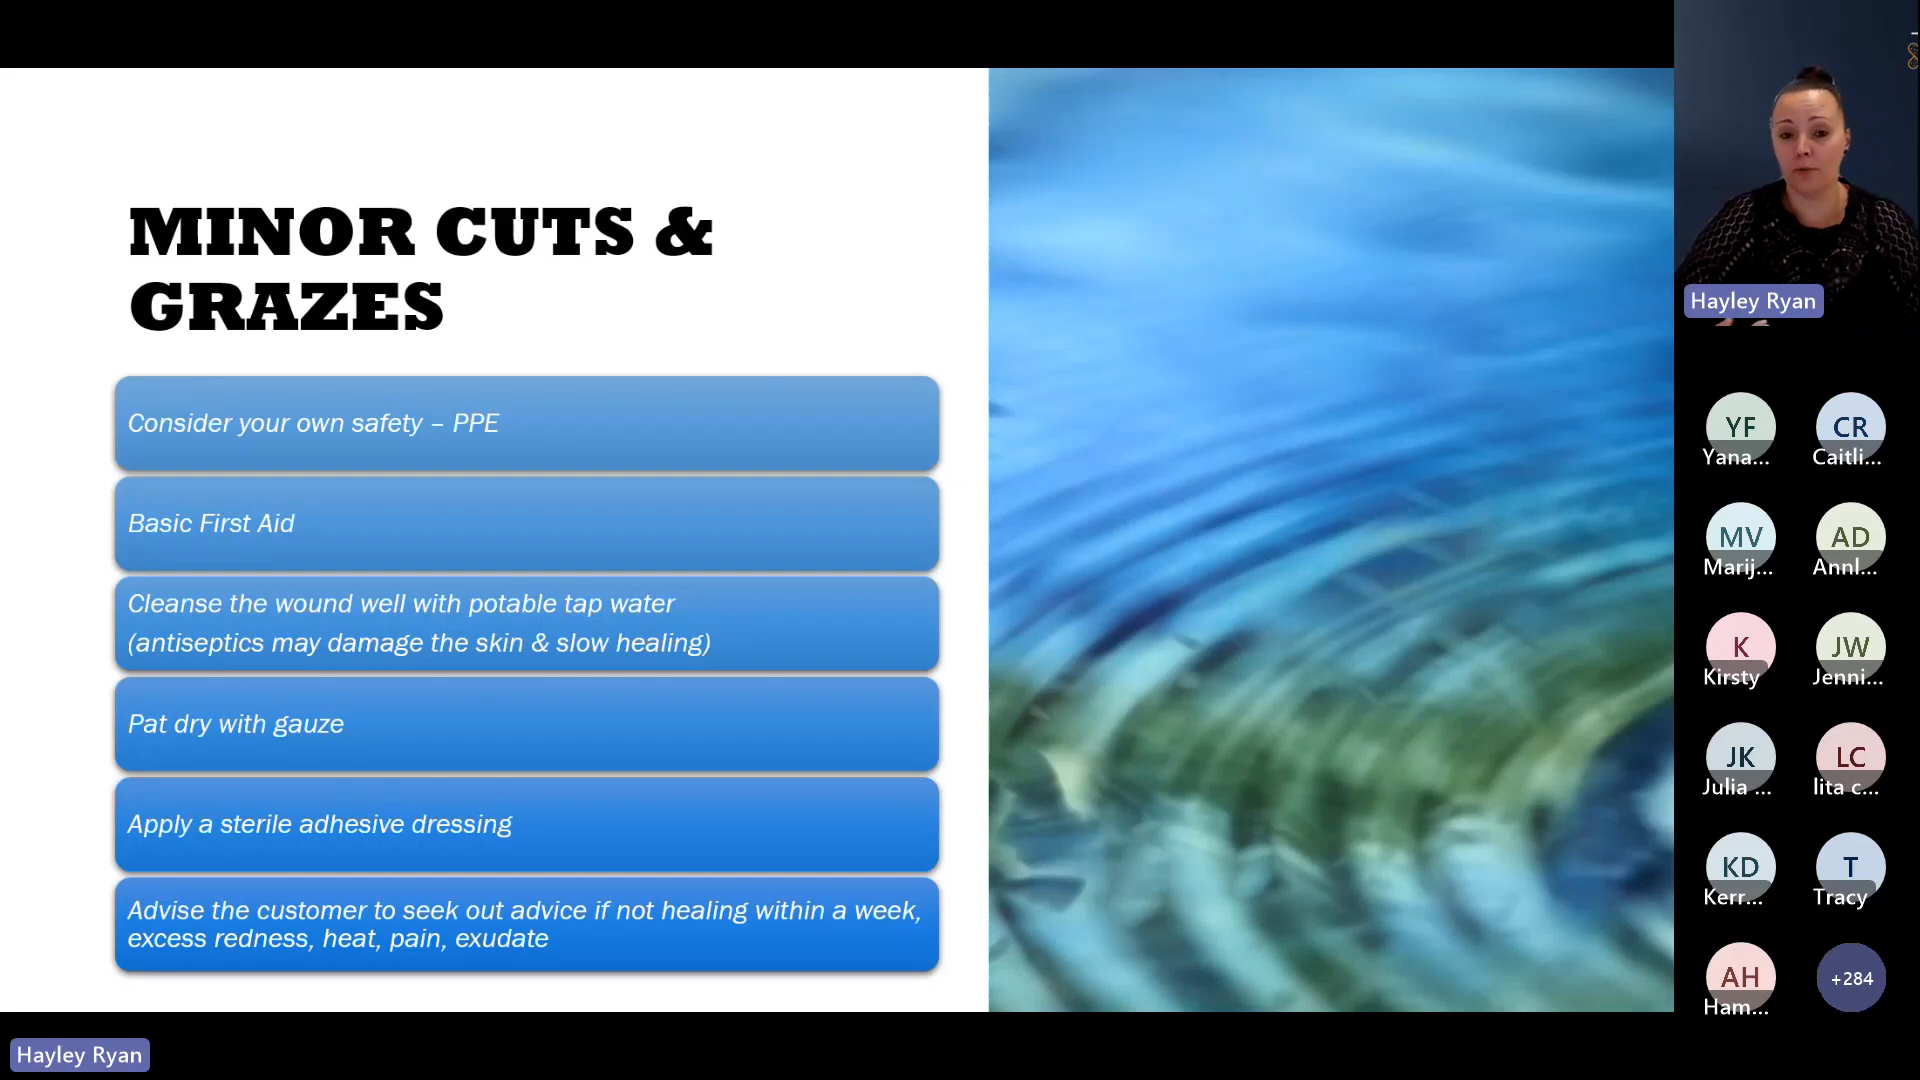 MINOR CUTS &
GRAZES
Consider your own safety – PPE
Basic First Aid
Cleanse the wound well with potable tap water
(antiseptics may damage the skin & slow healing)
Pat dry with gauze
Apply a sterile adhesive dressing
Advise the customer to seek out advice if not healing within a week,
excess redness, heat, pain, exudate
Hayley Ryan
YF
Yana...
CR
Caitli...
MV
Marij...
AD
Annl...
K
Kirsty
JW
Jenni...
JK
Julia ...
LC
lita c...
KD
Kerr...
T
Tracy
AH
Ham...
+284
Hayley Ryan